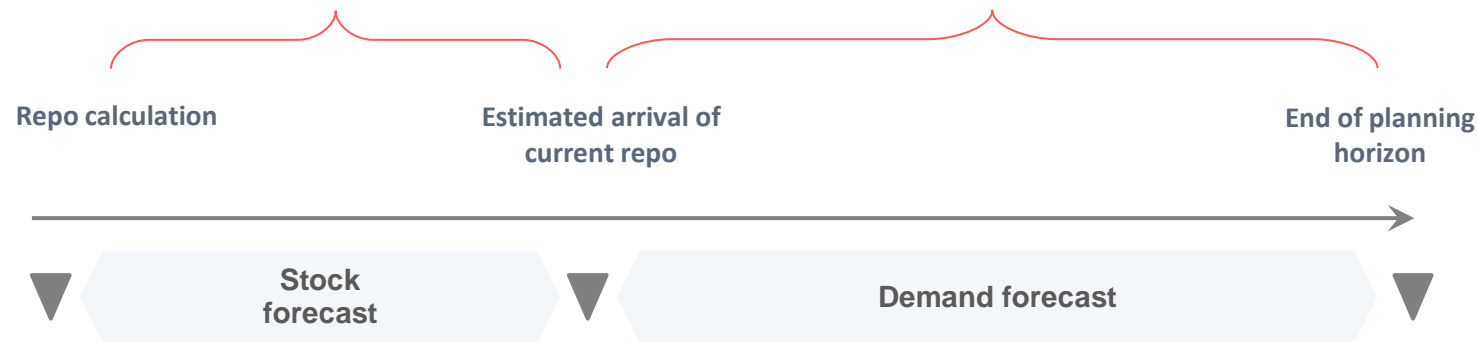 Repo calculation
Estimated arrival of
current repo
End of planning
horizon
Stock
forecast
Demand forecast